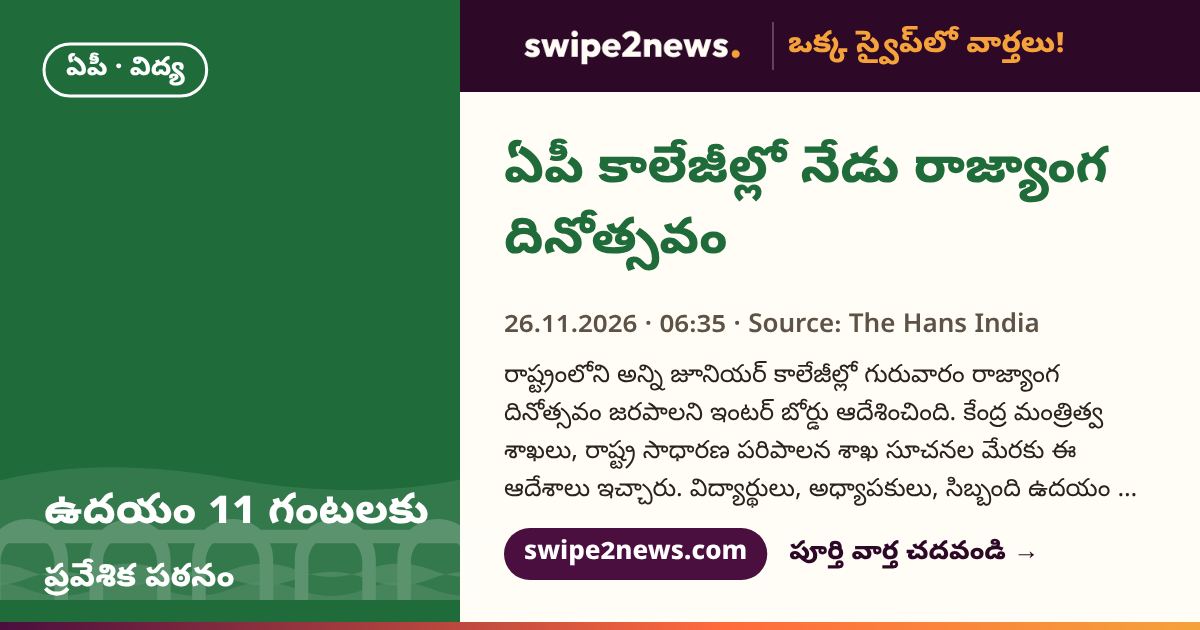 ఏపీ · విద్య
ఉదయం 11 గంటలకు
ప్రవేశిక పఠనం
swipe2news.
ఒక్క స్వైప్‌లో వార్తలు!
ఏపీ కాలేజీల్లో నేడు రాజ్యాంగ
దినోత్సవం
26.11.2026 · 06:35 · Source: The Hans India
రాష్ట్రంలోని అన్ని జూనియర్ కాలేజీల్లో గురువారం రాజ్యాంగ
దినోత్సవం జరపాలని ఇంటర్ బోర్డు ఆదేశించింది. కేంద్ర మంత్రిత్వ
శాఖలు, రాష్ట్ర సాధారణ పరిపాలన శాఖ సూచనల మేరకు ఈ
ఆదేశాలు ఇచ్చారు. విద్యార్థులు, అధ్యాపకులు, సిబ్బంది ఉదయం ...
swipe2news.com
పూర్తి వార్త చదవండి →